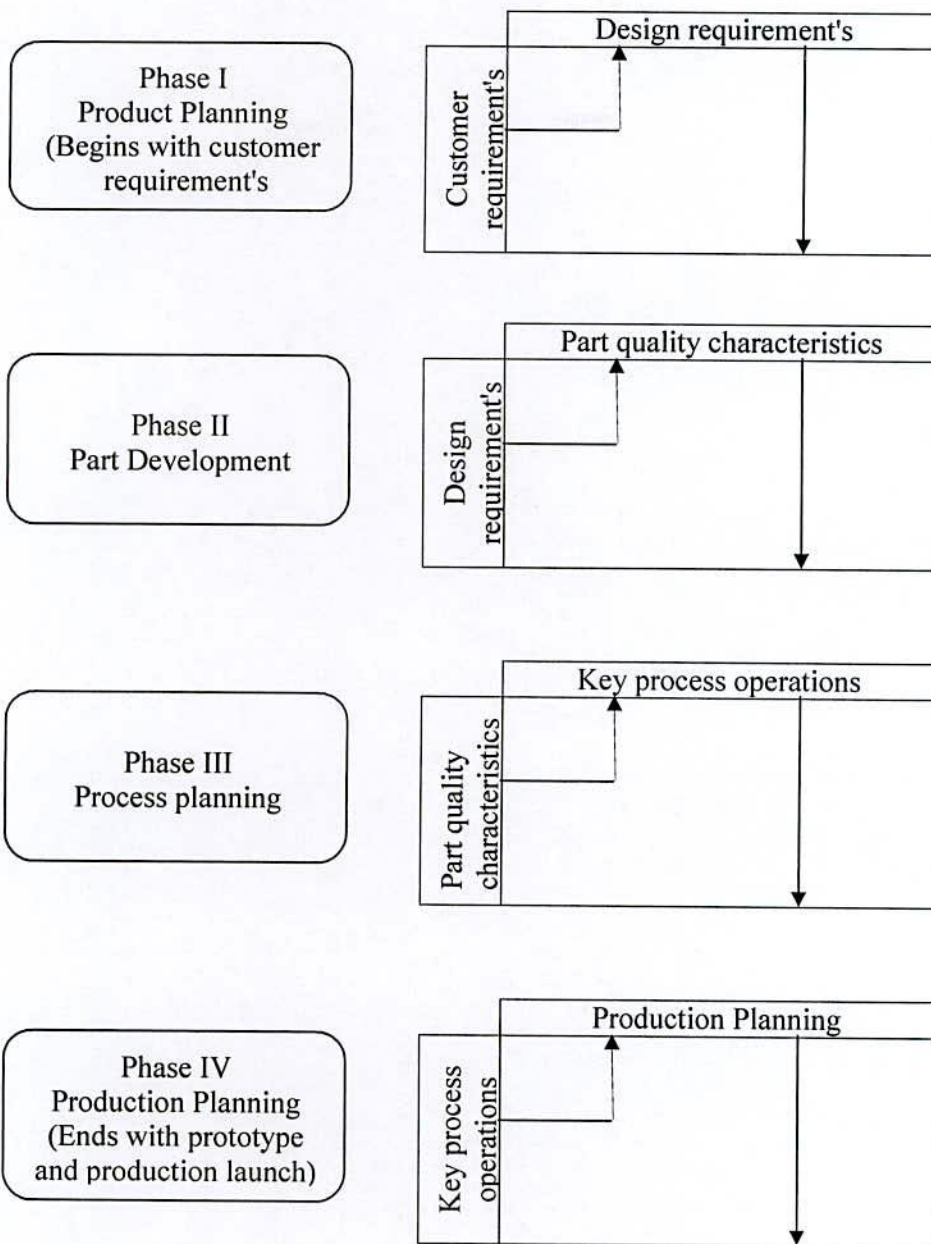 Design requirement's
Phase I
Product Planning
(Begins with customer
requirement's
Customer
requirement's
Part quality characteristics
Phase II
Part Development
Design
requirement's
Key process operations
Phase III
Process planning
Part quality
characteristics
Production Planning
Phase IV
Production Planning
(Ends with prototype
and production launch)
Key process
operations